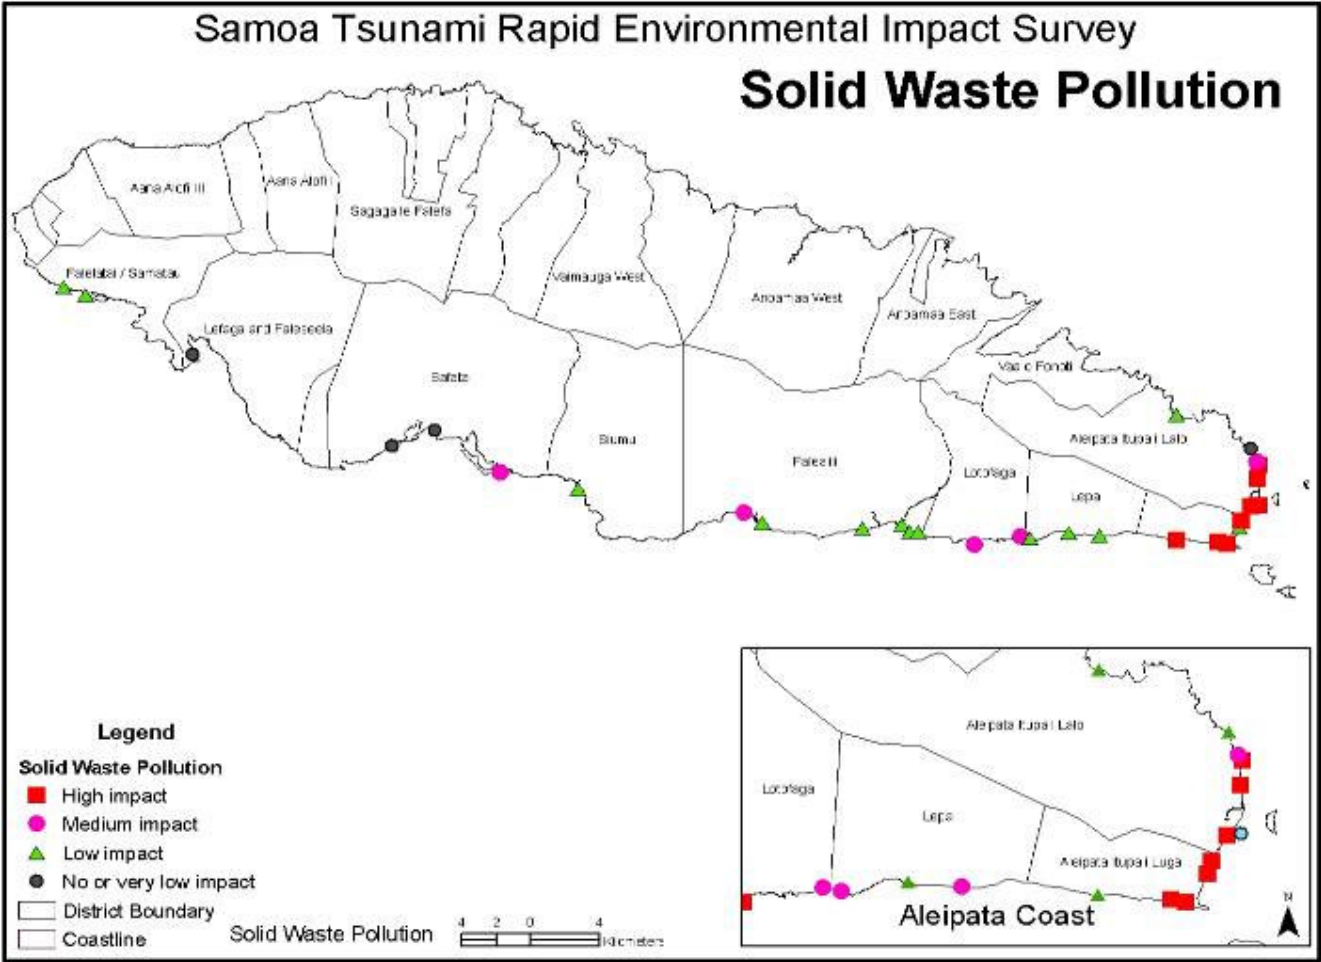 Samoa Tsunami Rapid Environmental Impact Survey
Solid Waste Pollution
Aana Alofi III
Aana Alofi I
Sagaga le Falefa
Falelatai / Samatau
Vaimauga West
Anoamaa West
Anoamaa East
Lefaga and Faleseela
Safata
Siumu
Falealili
Vaa o Fonoti
Aleipata Itupa i Lalo
Lotofaga
Lepa
Legend
Solid Waste Pollution
High impact
Medium impact
Low impact
No or very low impact
District Boundary
Coastline
Solid Waste Pollution
4 2 0 4
Kilometers
Aleipata Itupa i Lalo
Lotofaga
Lepa
Aleipata Itupa i Luga
Aleipata Coast
N